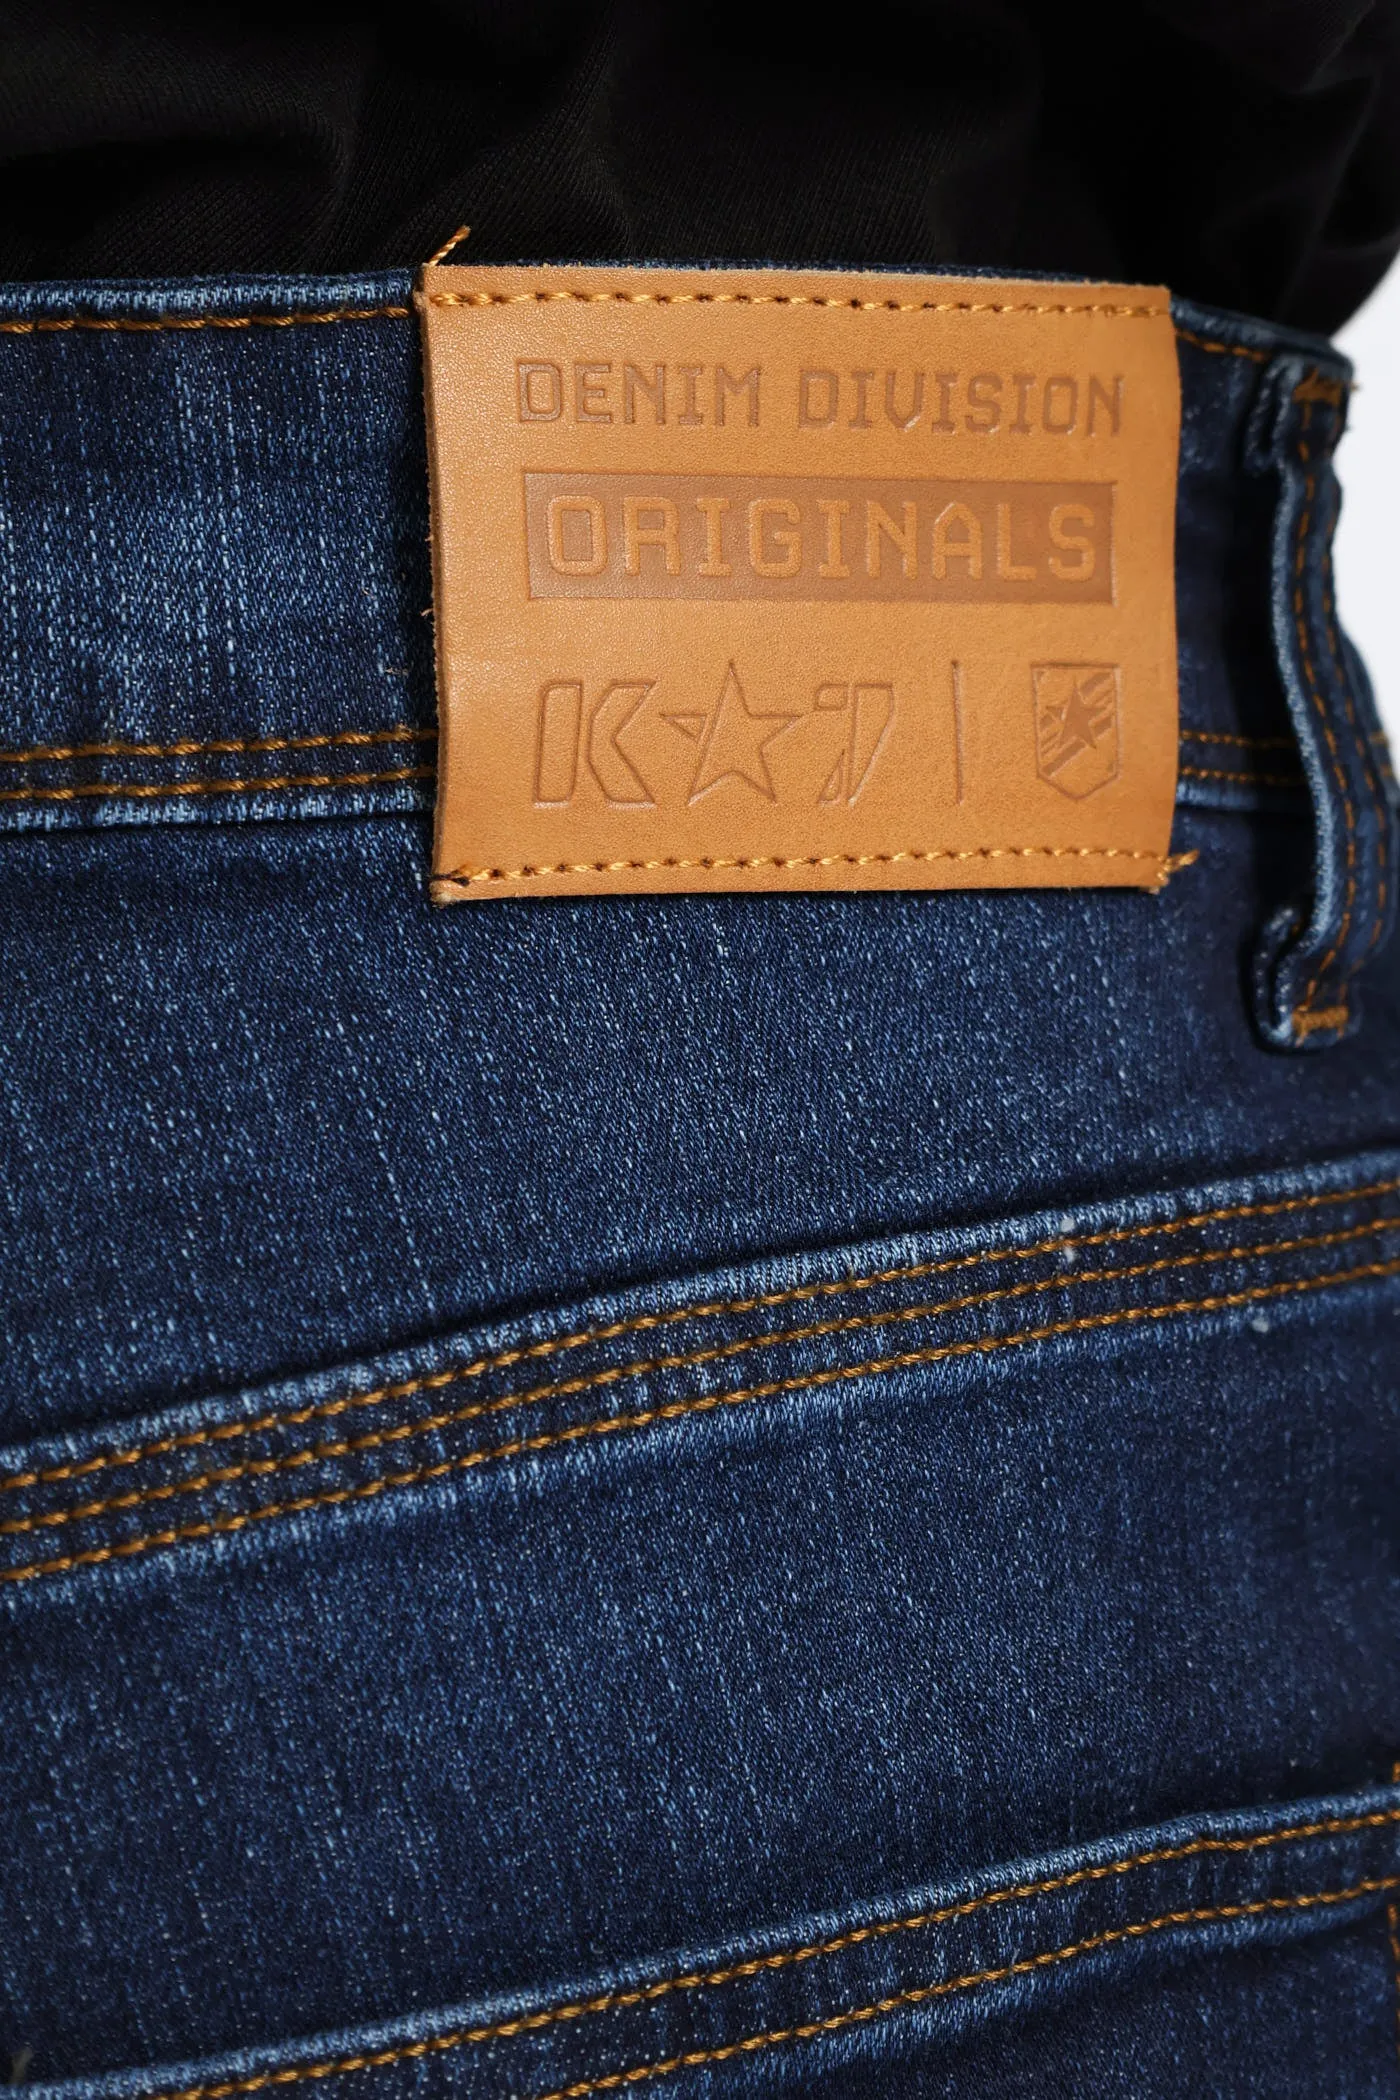 DENIM DIVISION
ORIGINALS
K★7